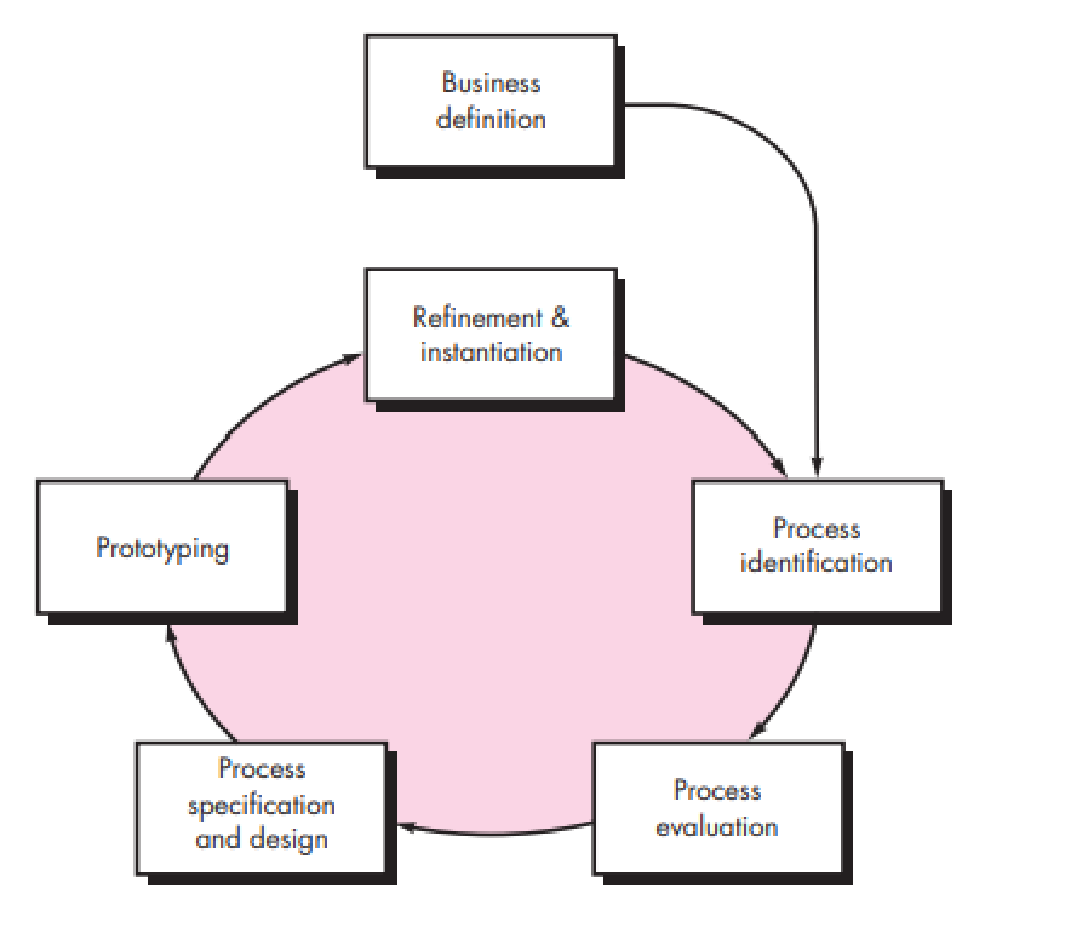 Business
definition
Refinement &
instantiation
Prototyping
Process
identification
Process
specification
and design
Process
evaluation